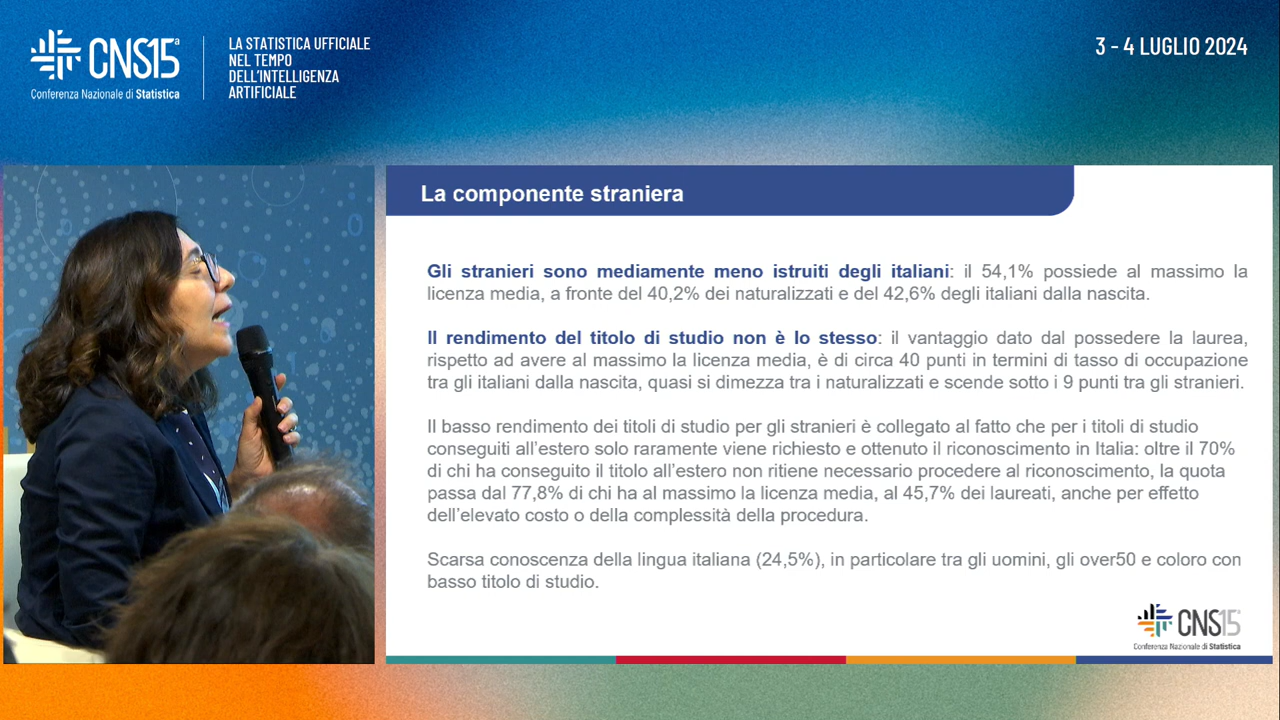 CNS15ª
Conferenza Nazionale di Statistica
LA STATISTICA UFFICIALE
NEL TEMPO
DELL'INTELLIGENZA
ARTIFICIALE
3 - 4 LUGLIO 2024
La componente straniera
Gli stranieri sono mediamente meno istruiti degli italiani: il 54,1% possiede al massimo la
licenza media, a fronte del 40,2% dei naturalizzati e del 42,6% degli italiani dalla nascita.
Il rendimento del titolo di studio non è lo stesso: il vantaggio dato dal possedere la laurea,
rispetto ad avere al massimo la licenza media, è di circa 40 punti in termini di tasso di occupazione
tra gli italiani dalla nascita, quasi si dimezza tra i naturalizzati e scende sotto i 9 punti tra gli stranieri.
Il basso rendimento dei titoli di studio per gli stranieri è collegato al fatto che per i titoli di studio
conseguiti all'estero solo raramente viene richiesto e ottenuto il riconoscimento in Italia: oltre il 70%
di chi ha conseguito il titolo all'estero non ritiene necessario procedere al riconoscimento, la quota
passa dal 77,8% di chi ha al massimo la licenza media, al 45,7% dei laureati, anche per effetto
dell'elevato costo o della complessità della procedura.
Scarsa conoscenza della lingua italiana (24,5%), in particolare tra gli uomini, gli over50 e coloro con
basso titolo di studio.
CNS15ª
Conferenza Nazionale di Statistica